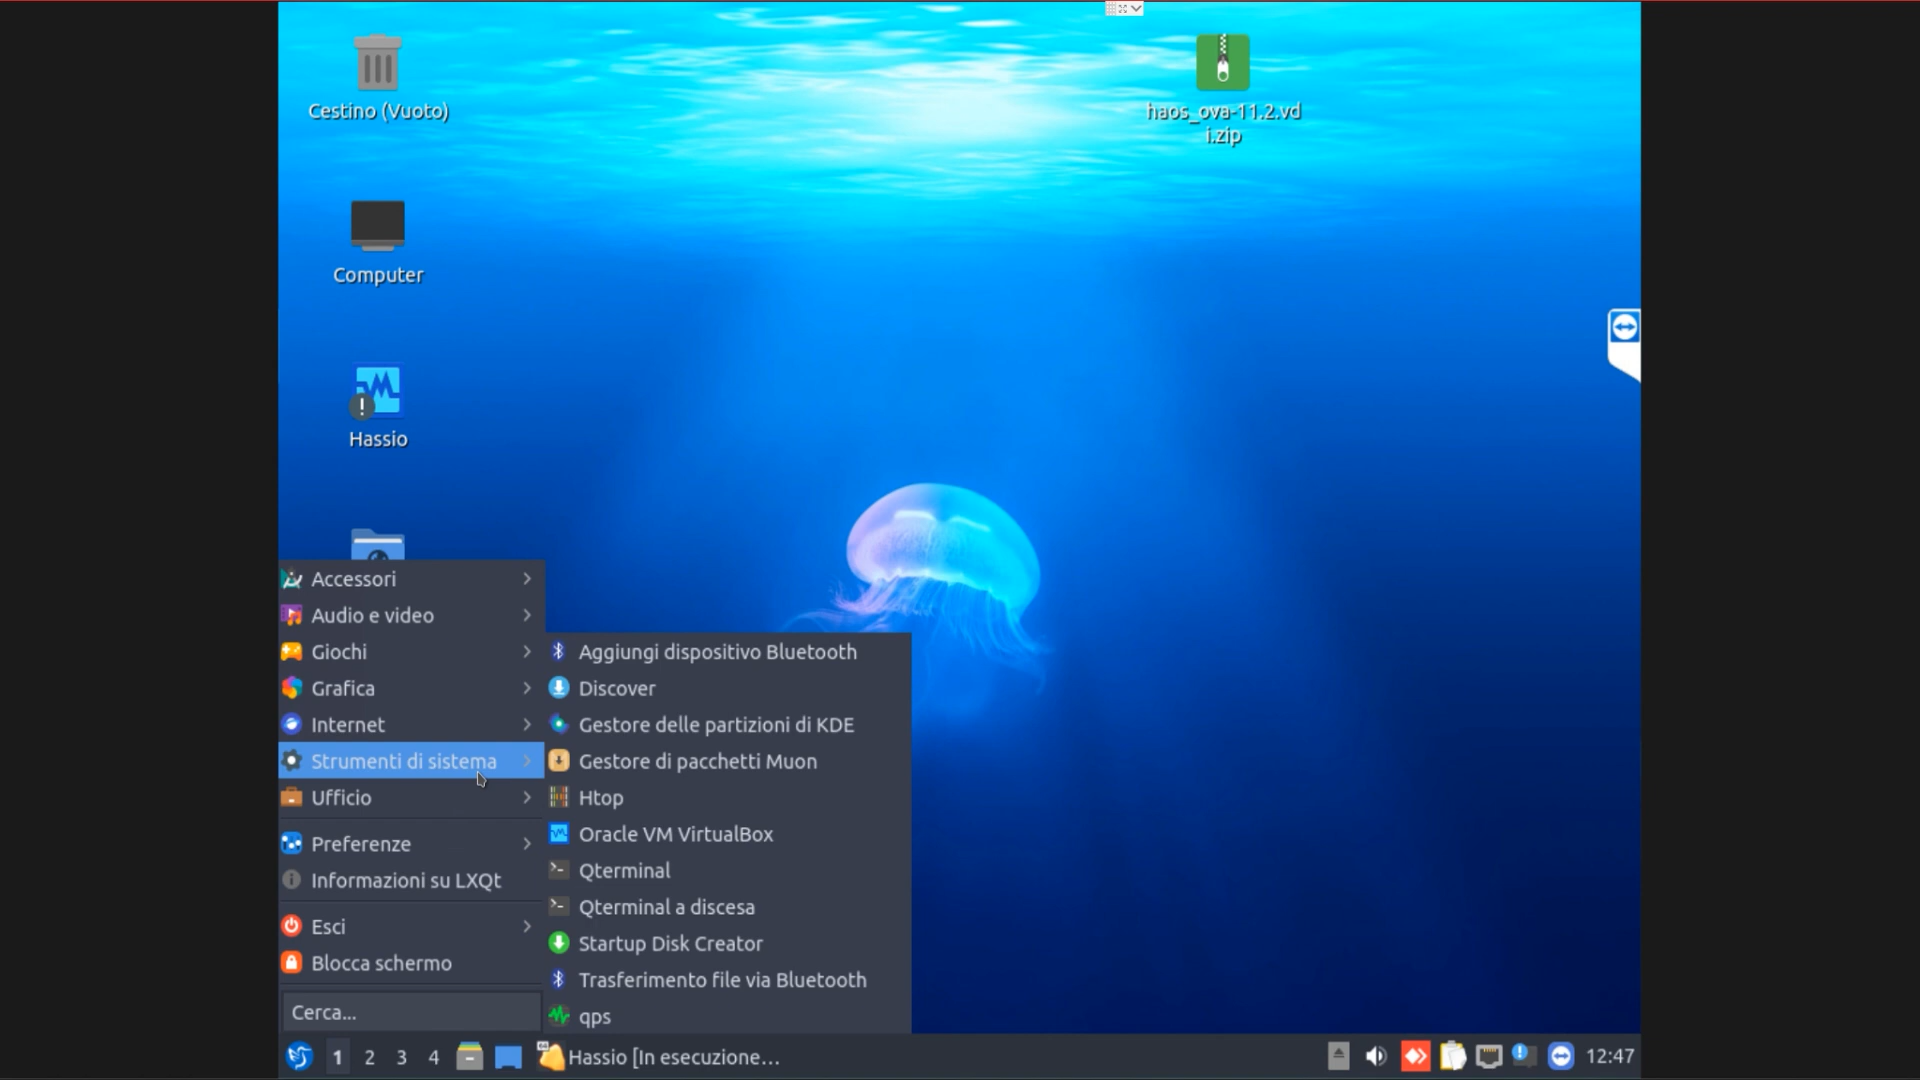 Cestino (Vuoto)
haos_ova-11.2.vd
i.zip
Computer
Hassio
Accessori
Audio e video
Giochi
Grafica
Internet
Strumenti di sistema
Ufficio
Preferenze
Informazioni su LXQt
Esci
Blocca schermo
Cerca...
Aggiungi dispositivo Bluetooth
Discover
Gestore delle partizioni di KDE
Gestore di pacchetti Muon
Htop
Oracle VM VirtualBox
Qterminal
Qterminal a discesa
Startup Disk Creator
Trasferimento file via Bluetooth
qps
1 2 3 4 Hassio [In esecuzione... 12:47